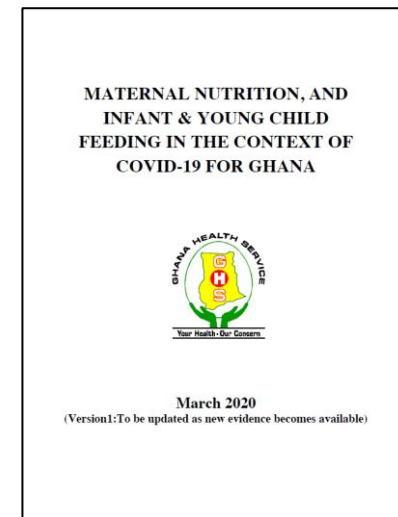 MATERNAL NUTRITION, AND
INFANT & YOUNG CHILD
FEEDING IN THE CONTEXT OF
COVID-19 FOR GHANA
GHANA HEALTH SERVICE
G
H
S
Your Health - Our Concern
March 2020
(Version1:To be updated as new evidence becomes available)